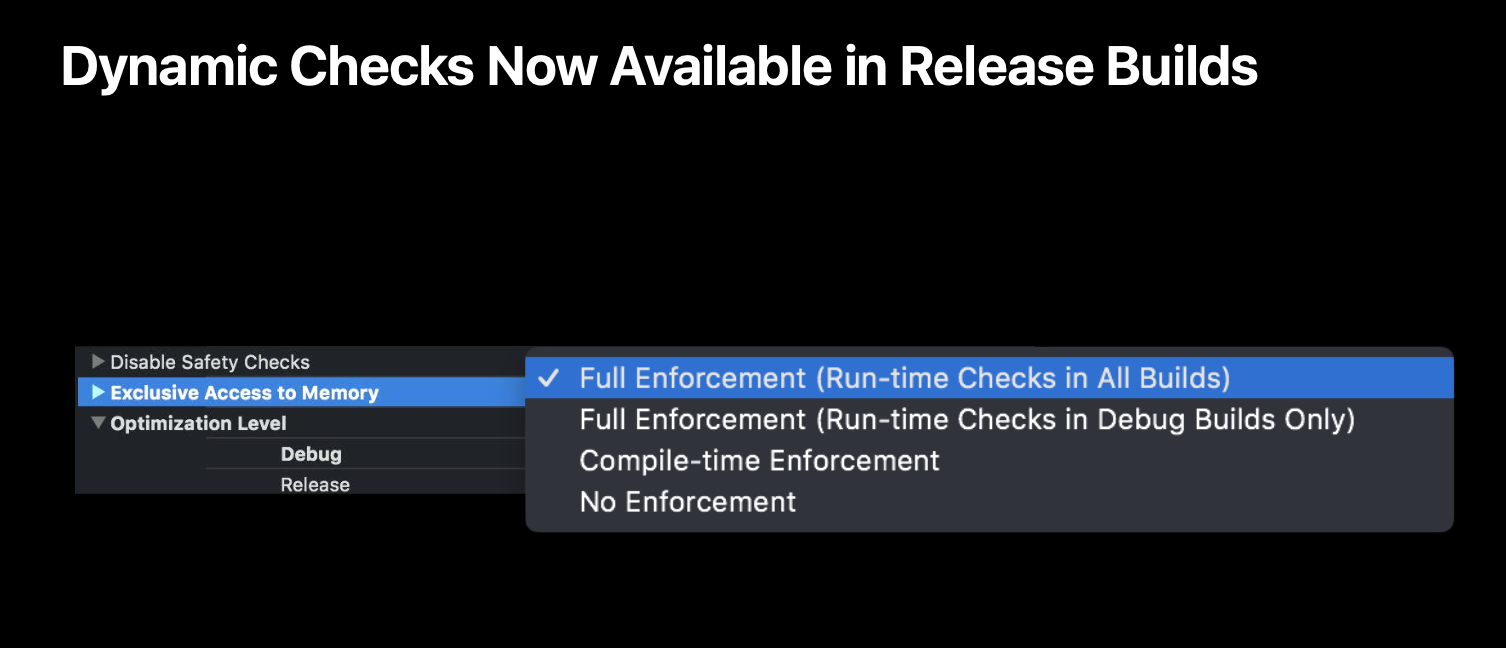 Dynamic Checks Now Available in Release Builds
Disable Safety Checks
Exclusive Access to Memory
Optimization Level
Debug
Release
Full Enforcement (Run-time Checks in All Builds)
Full Enforcement (Run-time Checks in Debug Builds Only)
Compile-time Enforcement
No Enforcement